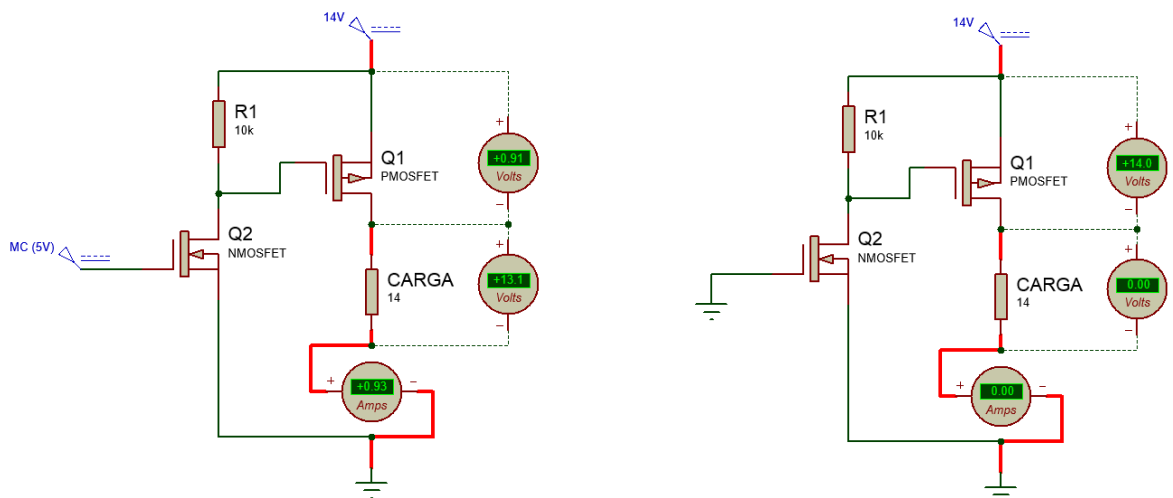 14V
R1
10k
Q1
PMOSFET
+
+0.91
Volts
−
Q2
NMOSFET
MC (5V)
CARGA
14
+
+13.1
Volts
−
+
+0.93
Amps
−
14V
R1
10k
Q1
PMOSFET
+
+14.0
Volts
−
Q2
NMOSFET
CARGA
14
+
0.00
Volts
−
+
0.00
Amps
−